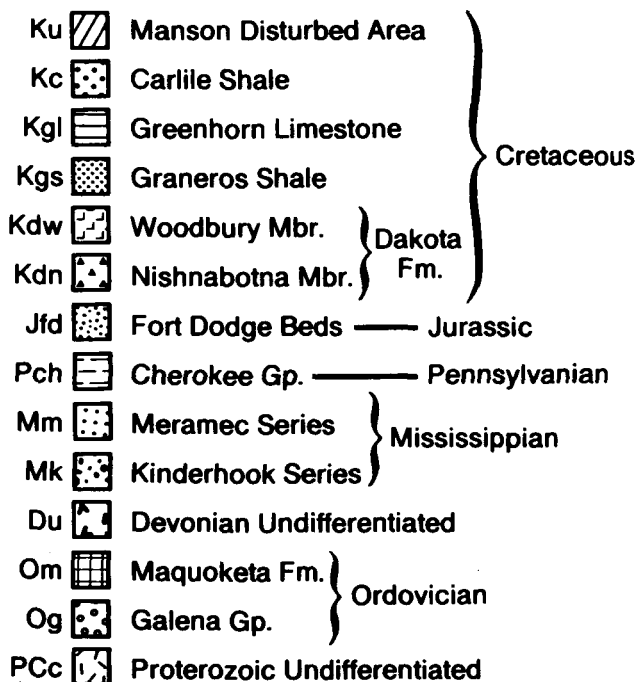 Ku Manson Disturbed Area
Kc Carlile Shale
Kgl Greenhorn Limestone
Cretaceous
Kgs Graneros Shale
Kdw Woodbury Mbr.
Dakota Fm.
Kdn Nishnabotna Mbr.
Jfd Fort Dodge Beds Jurassic
Pch Cherokee Gp. Pennsylvanian
Mm Meramec Series
Mississippian
Mk Kinderhook Series
Du Devonian Undifferentiated
Om Maquoketa Fm.
Ordovician
Og Galena Gp.
PCc Proterozoic Undifferentiated